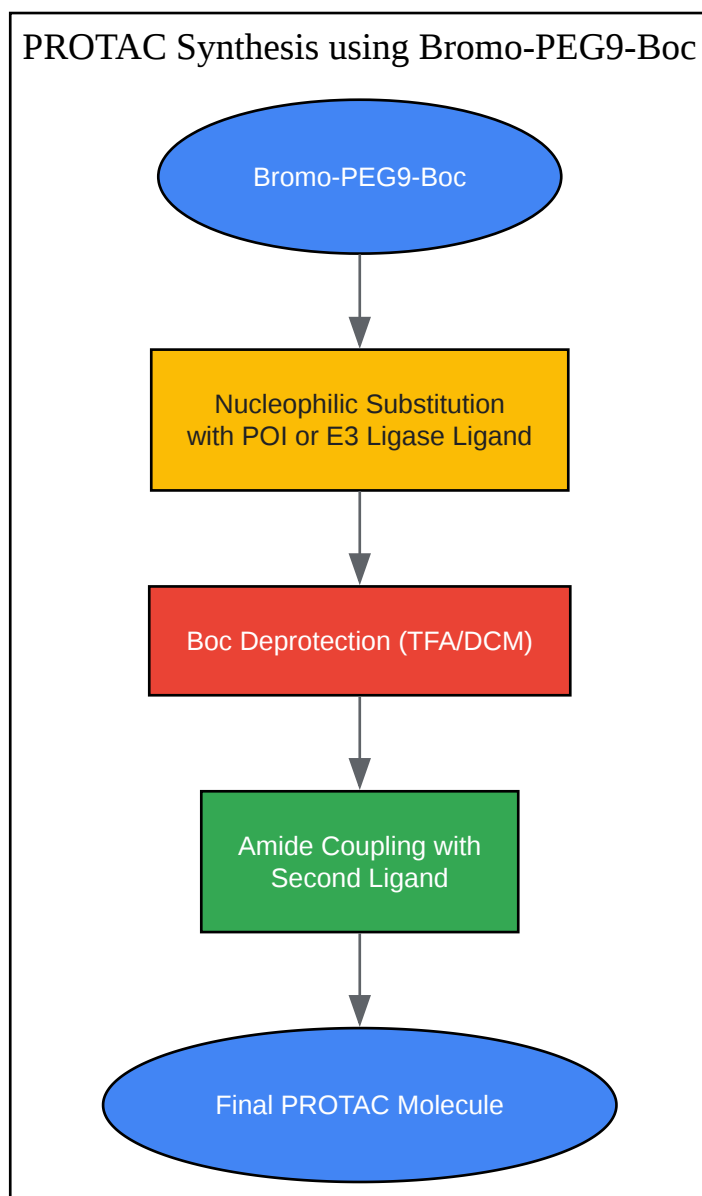 PROTAC Synthesis using Bromo-PEG9-Boc
Bromo-PEG9-Boc
Nucleophilic Substitution
with POI or E3 Ligase Ligand
Boc Deprotection (TFA/DCM)
Amide Coupling with
Second Ligand
Final PROTAC Molecule